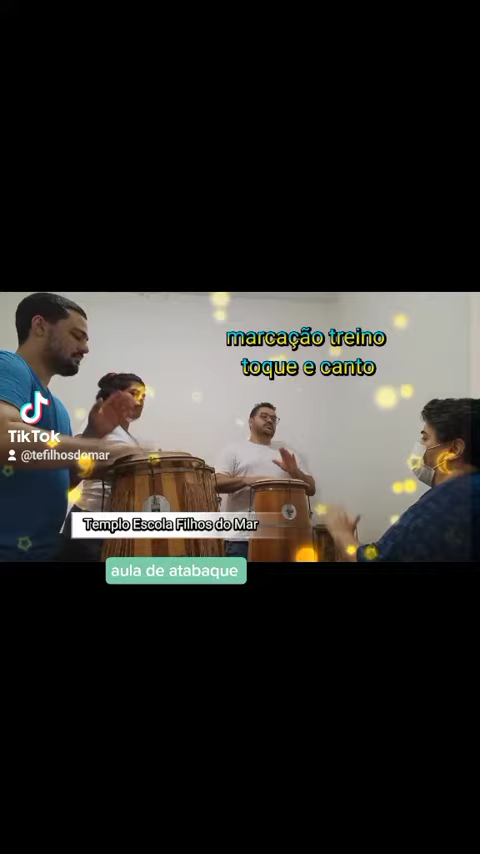 marcação treino
toque e canto
TikTok
@tefilhosdomar
Templo Escola Filhos do Mar
aula de atabaque